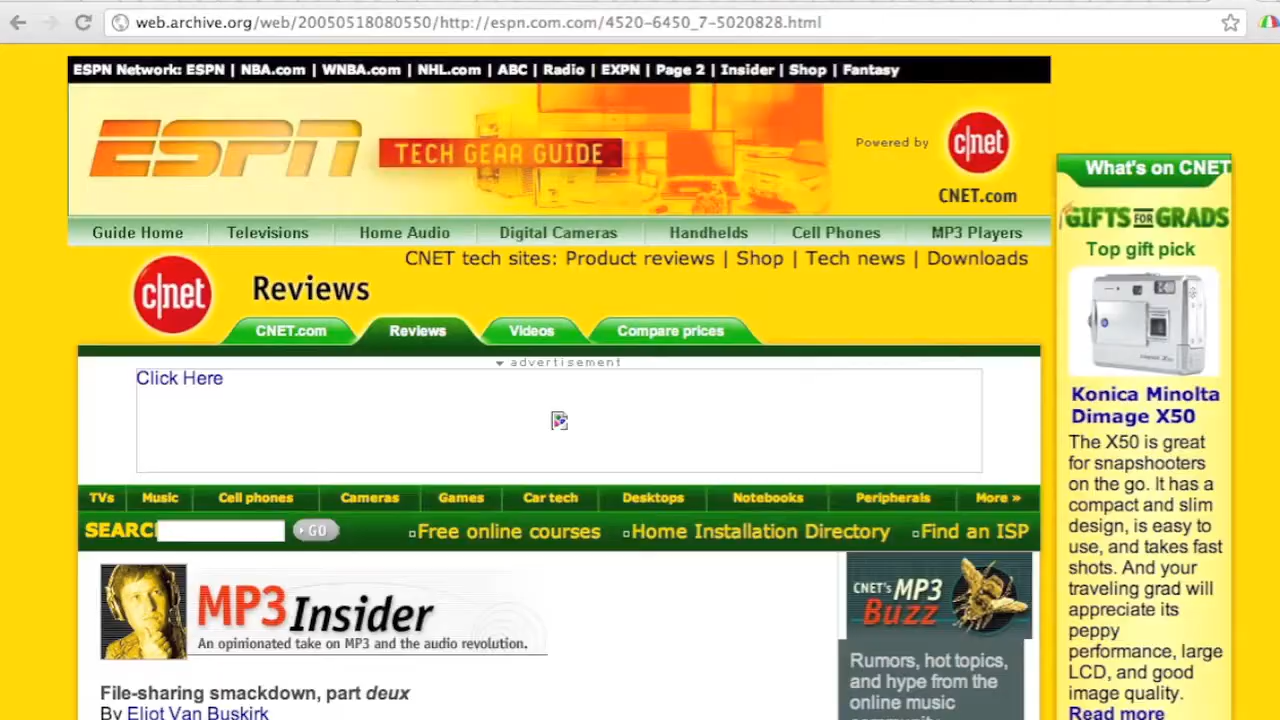 web.archive.org/web/20050518080550/http://espn.com.com/4520-6450_7-5020828.html
ESPN Network: ESPN | NBA.com | WNBA.com | NHL.com | ABC | Radio | EXPN | Page 2 | Insider | Shop | Fantasy
ESPN
TECH GEAR GUIDE
Powered by
c|net
CNET.com
Guide Home Televisions Home Audio Digital Cameras Handhelds Cell Phones MP3 Players
CNET tech sites: Product reviews | Shop | Tech news | Downloads
c|net
Reviews
CNET.com Reviews Videos Compare prices
advertisement
Click Here
TVs Music Cell phones Cameras Games Car tech Desktops Notebooks Peripherals More »
SEARC GO Free online courses Home Installation Directory Find an ISP
MP3 Insider
An opinionated take on MP3 and the audio revolution.
File-sharing smackdown, part deux
By Eliot Van Buskirk
CNET'S MP3
Buzz
Rumors, hot topics,
and hype from the
online music
community
What's on CNET
GIFTS FOR GRADS
Top gift pick
Konica Minolta
Dimage X50
The X50 is great
for snapshooters
on the go. It has a
compact and slim
design, is easy to
use, and takes fast
shots. And your
traveling grad will
appreciate its
peppy
performance, large
LCD, and good
image quality.
Read more